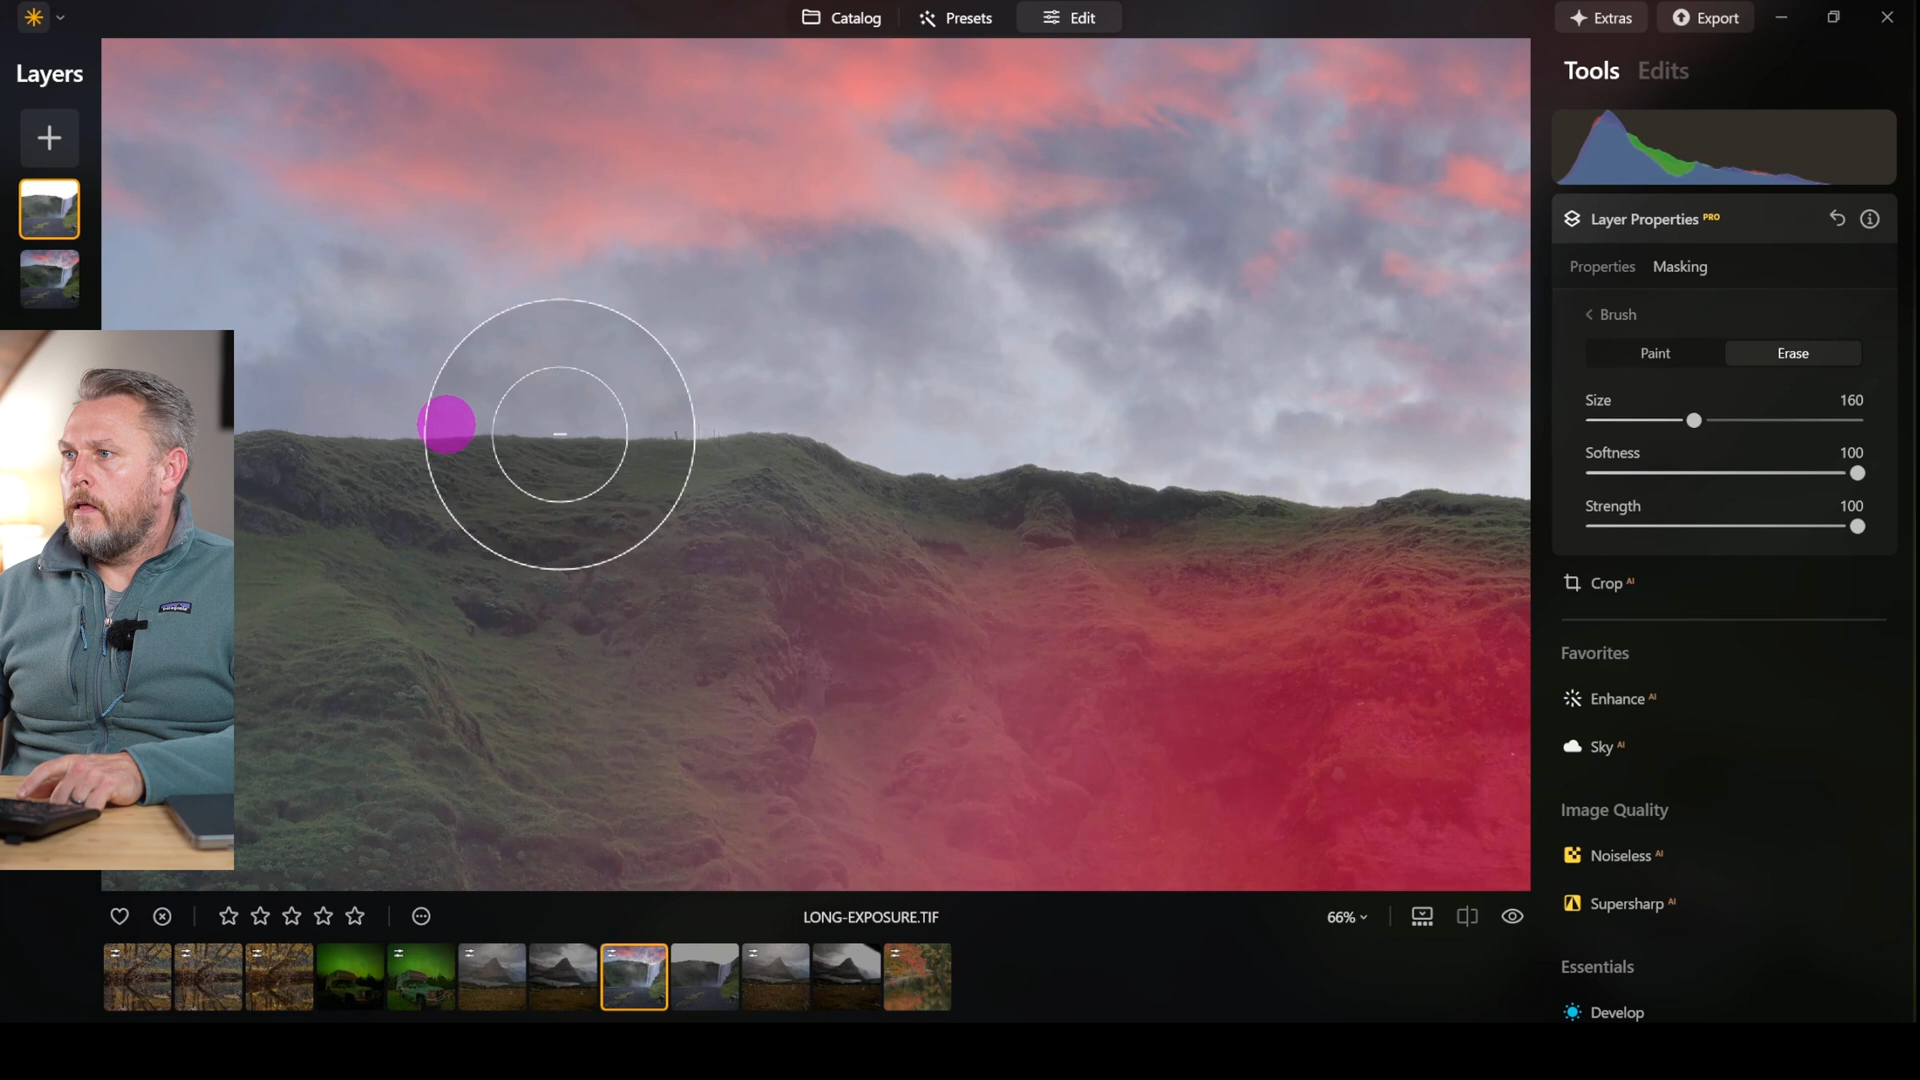 Catalog
Presets
Edit
Extras
Export
Layers
Tools Edits
Layer Properties PRO
Properties Masking
Brush
Paint
Erase
Size 160
Softness 100
Strength 100
Crop AI
Favorites
Enhance AI
Sky AI
Image Quality
Noiseless AI
Supersharp AI
Essentials
Develop
LONG-EXPOSURE.TIF
66%